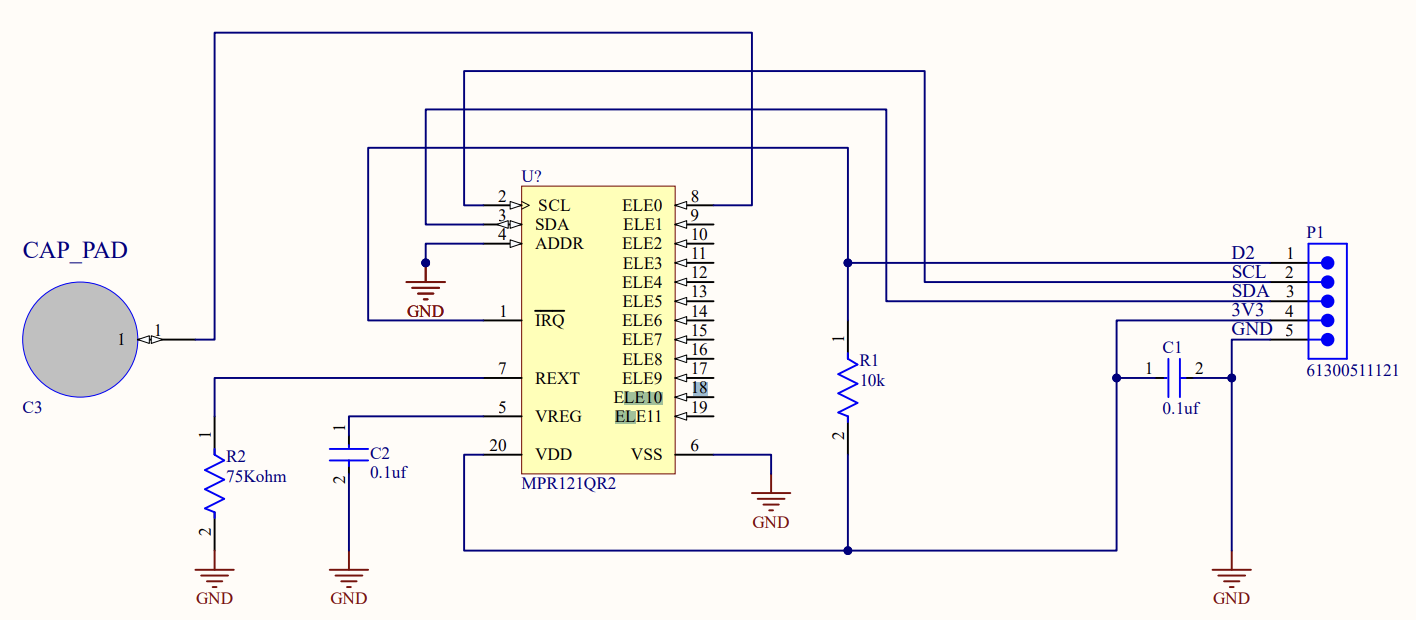 CAP_PAD
1
1
C3
U?
2 SCL
3 SDA
4 ADDR
1 IRQ
7 REXT
5 VREG
20 VDD
ELE0 8
ELE1 9
ELE2 10
ELE3 11
ELE4 12
ELE5 13
ELE6 14
ELE7 15
ELE8 16
ELE9 17
ELE10 18
ELE11 19
VSS 6
MPR121QR2
GND
1
R2
75Kohm
2
GND
1
C2
0.1uf
2
GND
GND
1
R1
10k
2
P1
D2 1
SCL 2
SDA 3
3V3 4
GND 5
61300511121
C1
1 2
0.1uf
GND